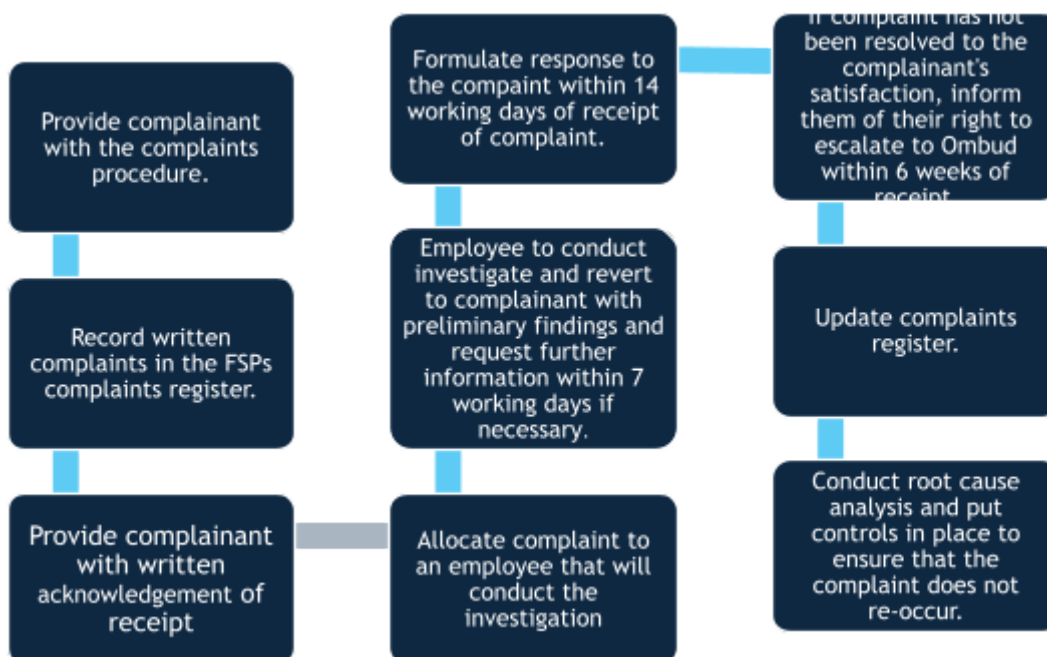 Provide complainant
with the complaints
procedure.
Record written
complaints in the FSPs
complaints register.
Provide complainant
with written
acknowledgement of
receipt
Allocate complaint to
an employee that will
conduct the
investigation
Employee to conduct
investigate and revert
to complainant with
preliminary findings and
request further
information within 7
working days if
necessary.
Formulate response to
the compaint within 14
working days of receipt
of complaint.
If complaint has not
been resolved to the
complainant's
satisfaction, inform
them of their right to
escalate to Ombud
within 6 weeks of
receipt
Update complaints
register.
Conduct root cause
analysis and put
controls in place to
ensure that the
complaint does not
re-occur.